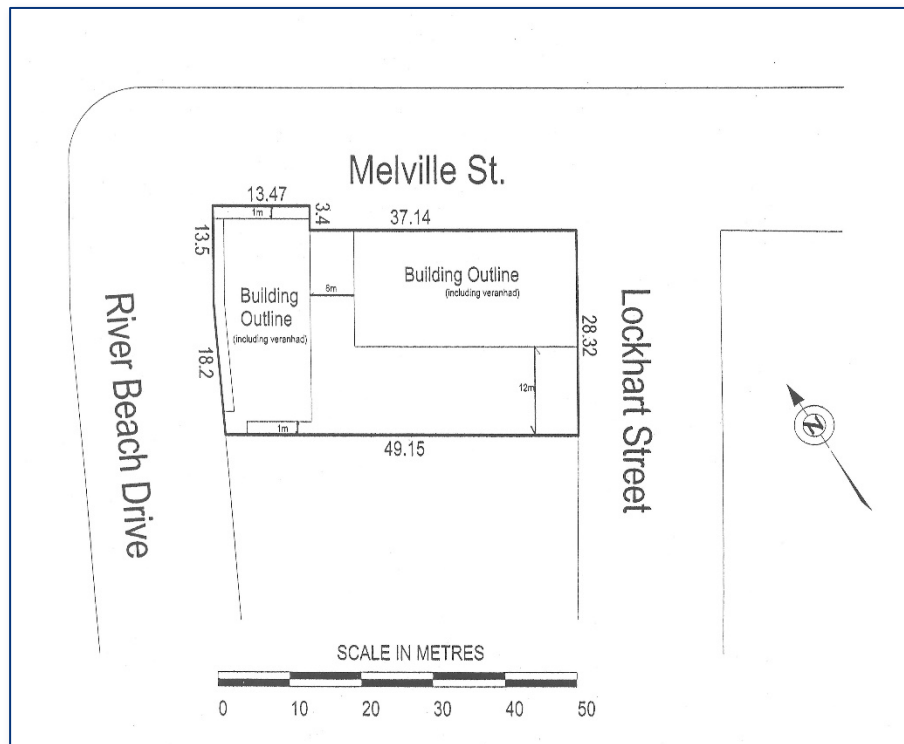 Melville St.
13.47
1m
3.4
37.14
13.5
Building
Outline
(including veranhad)
6m
Building Outline
(including veranhad)
River Beach Drive
18.2
28.32
Lockhart Street
12m
1m
49.15
N
SCALE IN METRES
0 10 20 30 40 50